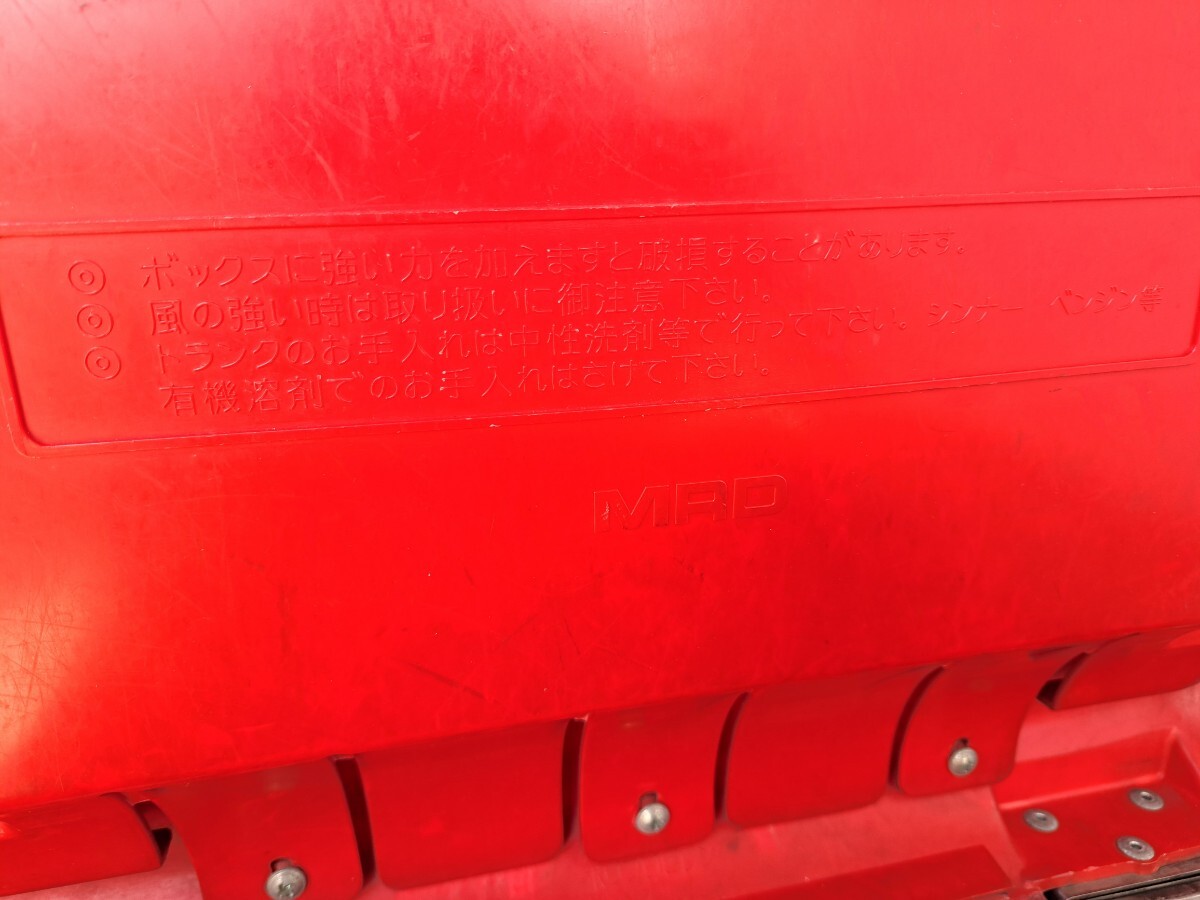 ◎ ボックスに強い力を加えますと破損することがあります。
◎ 風の強い時は取り扱いに御注意下さい。
◎ トランクのお手入れは中性洗剤等で行って下さい。シンナー ベンジン等
有機溶剤でのお手入れはさけて下さい。
MRD